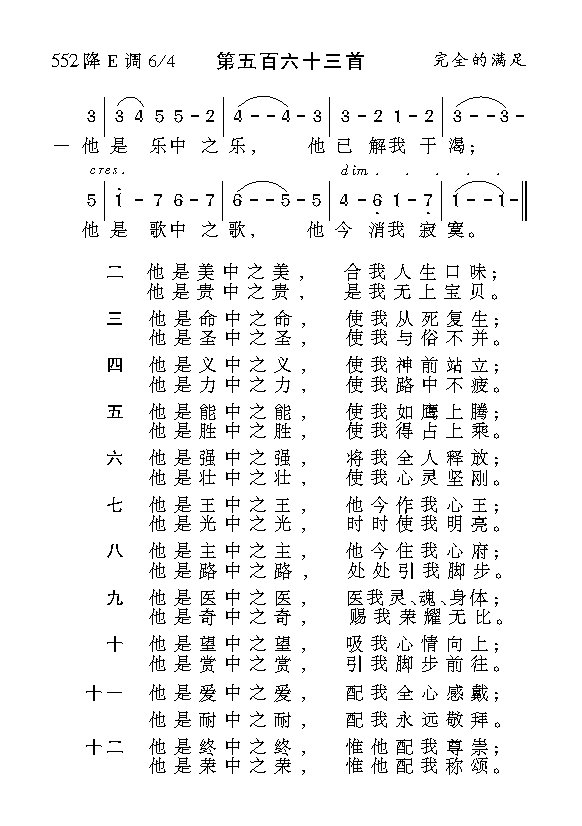 552降E调6/4 第五百六十三首 完全的满足
3 | 3 4 5 5 - 2 | 4 - - 4 - 3 | 3 - 2 1 - 2 | 3 - - 3 -
一 他是 乐中 之乐， 他已 解我 干渴；
cres. dim. . . . .
5 | 1 - 7 6 - 7 | 6 - - 5 - 5 | 4 - 6 1 - 7 | 1 - - 1 - ‖
他是 歌中 之歌， 他今 消我 寂寞。
二 他是美中之美， 合我人生口味；
他是贵中之贵， 是我无上宝贝。
三 他是命中之命， 使我从死复生；
他是圣中之圣， 使我与俗不并。
四 他是义中之义， 使我神前站立；
他是力中之力， 使我路中不疲。
五 他是能中之能， 使我如鹰上腾；
他是胜中之胜， 使我得占上乘。
六 他是强中之强， 将我全人释放；
他是壮中之壮， 使我心灵坚刚。
七 他是王中之王， 他今作我心王；
他是光中之光， 时时使我明亮。
八 他是主中之主， 他今住我心府；
他是路中之路， 处处引我脚步。
九 他是医中之医， 医我灵、魂、身体；
他是奇中之奇， 赐我荣耀无比。
十 他是望中之望， 吸我心情向上；
他是赏中之赏， 引我脚步前往。
十一 他是爱中之爱， 配我全心感戴；
他是耐中之耐， 配我永远敬拜。
十二 他是终中之终， 惟他配我尊崇；
他是荣中之荣， 惟他配我称颂。